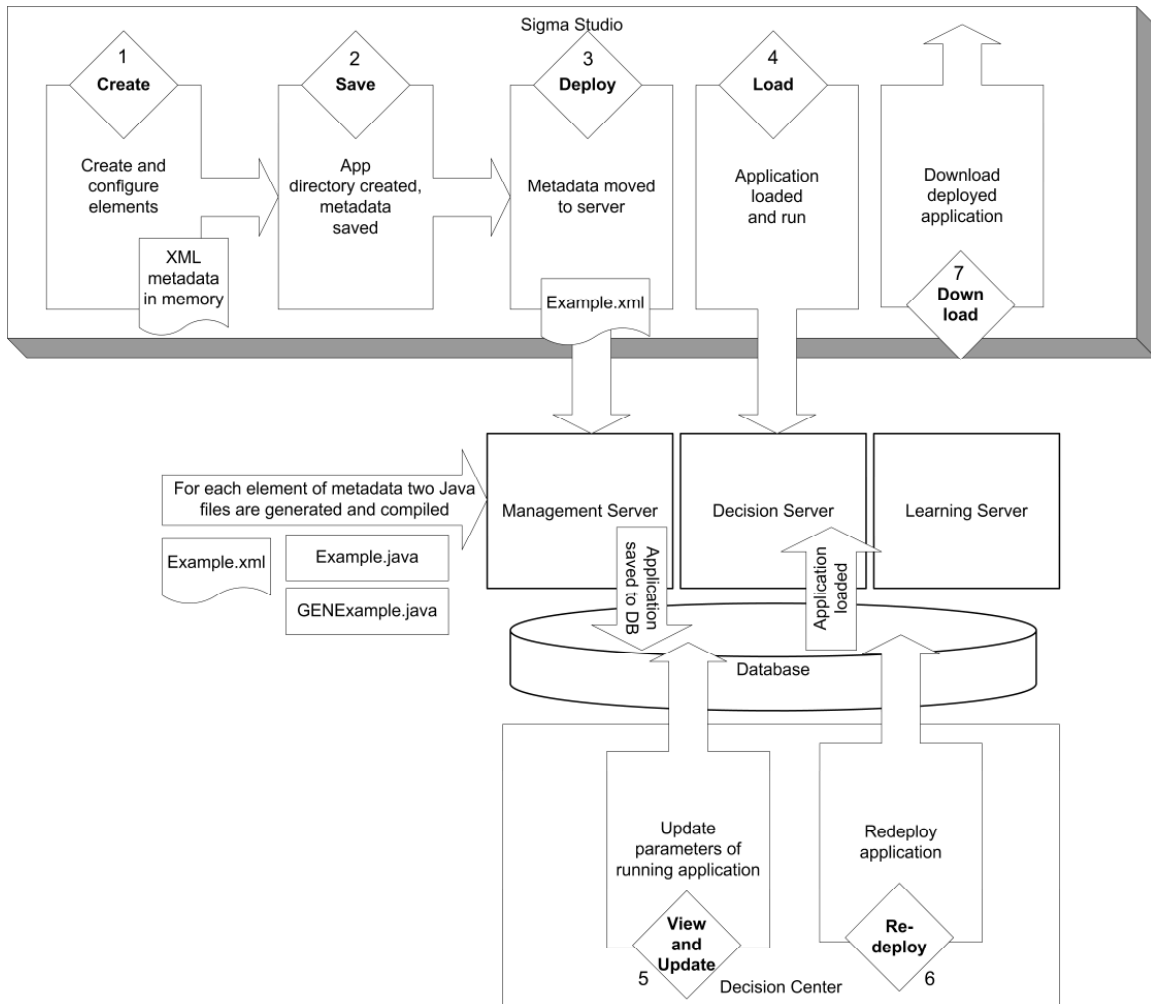 Sigma Studio
1
Create
Create and
configure
elements
XML
metadata
in memory
2
Save
App
directory created,
metadata
saved
3
Deploy
Metadata moved
to server
Example.xml
4
Load
Application
loaded
and run
Download
deployed
application
7
Down
load
For each element of metadata two Java
files are generated and compiled
Example.xml
Example.java
GENExample.java
Management Server
Decision Server
Learning Server
Application
saved to DB
Application
loaded
Database
Update
parameters of
running application
View
and
Update
5
Redeploy
application
Re-
deploy
6
Decision Center